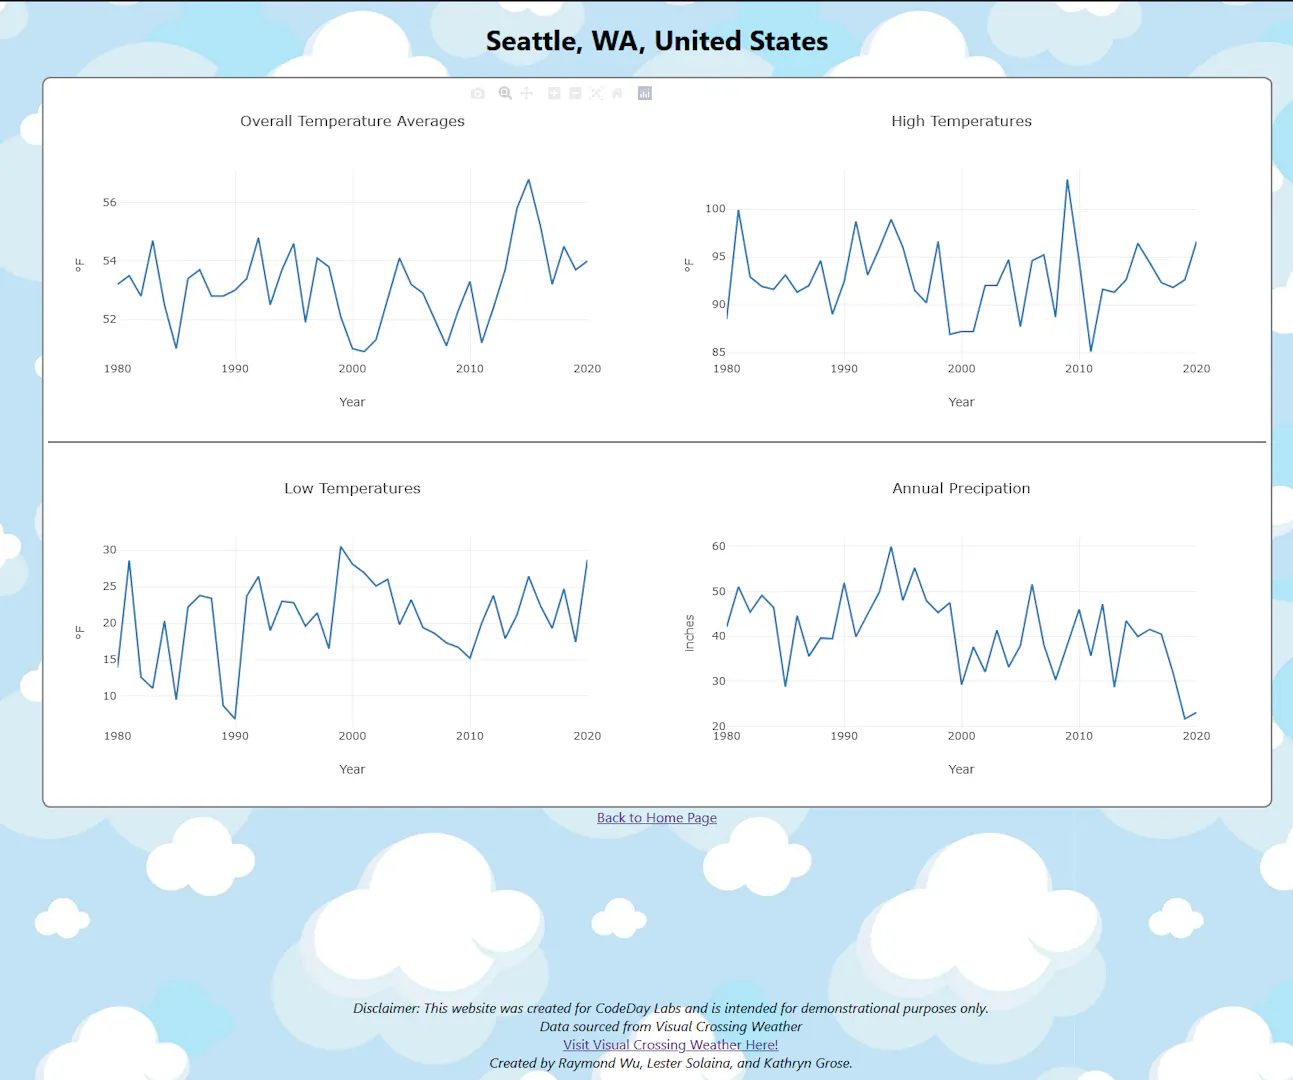 Seattle, WA, United States
Overall Temperature Averages
°F
56
54
52
1980 1990 2000 2010 2020
Year
High Temperatures
°F
100
95
90
85
1980 1990 2000 2010 2020
Year
Low Temperatures
°F
30
25
20
15
10
1980 1990 2000 2010 2020
Year
Annual Precipation
inches
60
50
40
30
20
1980 1990 2000 2010 2020
Year
Back to Home Page
Disclaimer: This website was created for CodeDay Labs and is intended for demonstrational purposes only.
Data sourced from Visual Crossing Weather
Visit Visual Crossing Weather Here!
Created by Raymond Wu, Lester Solaina, and Kathryn Grose.